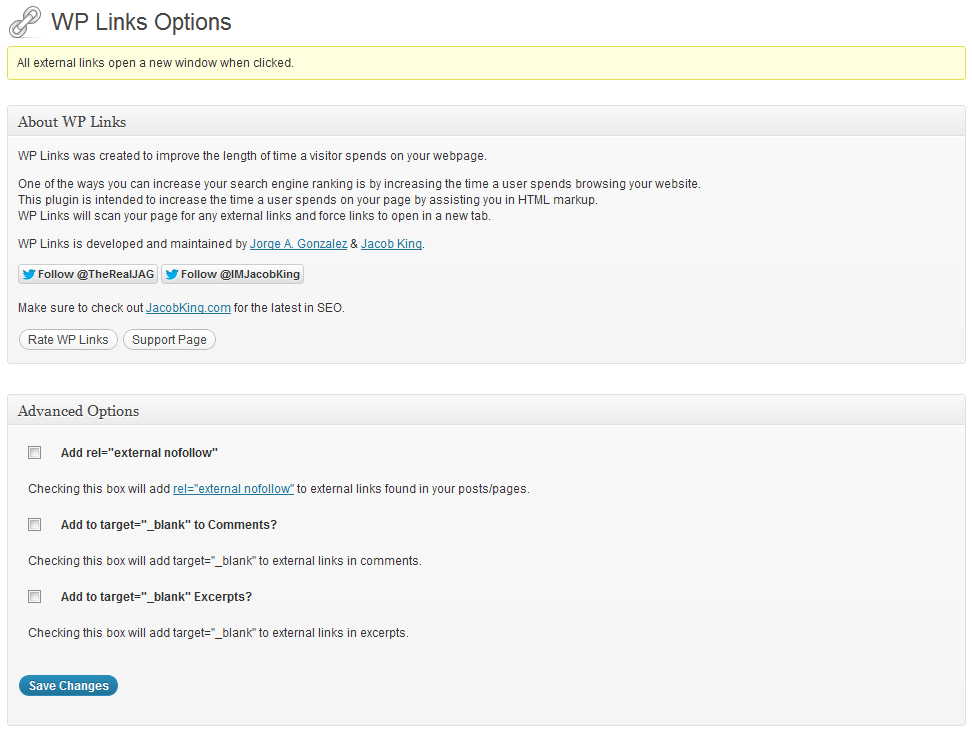 WP Links Options
All external links open a new window when clicked.
About WP Links
WP Links was created to improve the length of time a visitor spends on your webpage.
One of the ways you can increase your search engine ranking is by increasing the time a user spends browsing your website.
This plugin is intended to increase the time a user spends on your page by assisting you in HTML markup.
WP Links will scan your page for any external links and force links to open in a new tab.
WP Links is developed and maintained by Jorge A. Gonzalez & Jacob King.
Follow @TheRealJAG Follow @IMJacobKing
Make sure to check out JacobKing.com for the latest in SEO.
Rate WP Links Support Page
Advanced Options
Add rel="external nofollow"
Checking this box will add rel="external nofollow" to external links found in your posts/pages.
Add to target="_blank" to Comments?
Checking this box will add target="_blank" to external links in comments.
Add to target="_blank" Excerpts?
Checking this box will add target="_blank" to external links in excerpts.
Save Changes